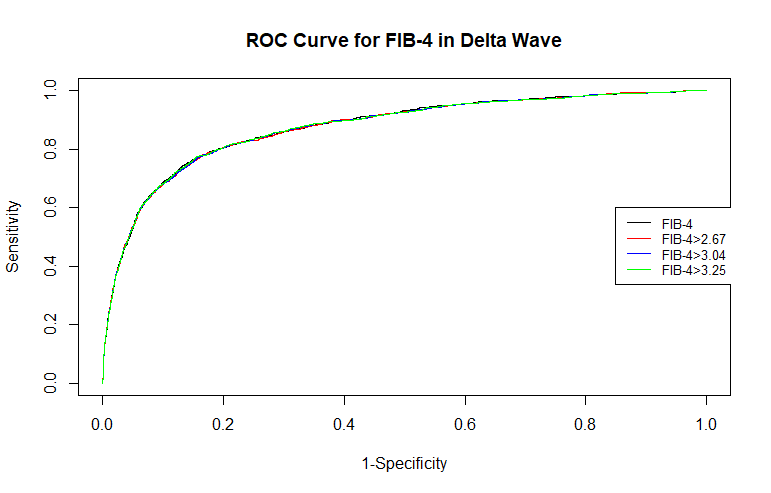 ROC Curve for FIB-4 in Delta Wave
1.0
0.8
0.6
0.4
0.2
0.0
Sensitivity
FIB-4
FIB-4>2.67
FIB-4>3.04
FIB-4>3.25
0.0 0.2 0.4 0.6 0.8 1.0
1-Specificity